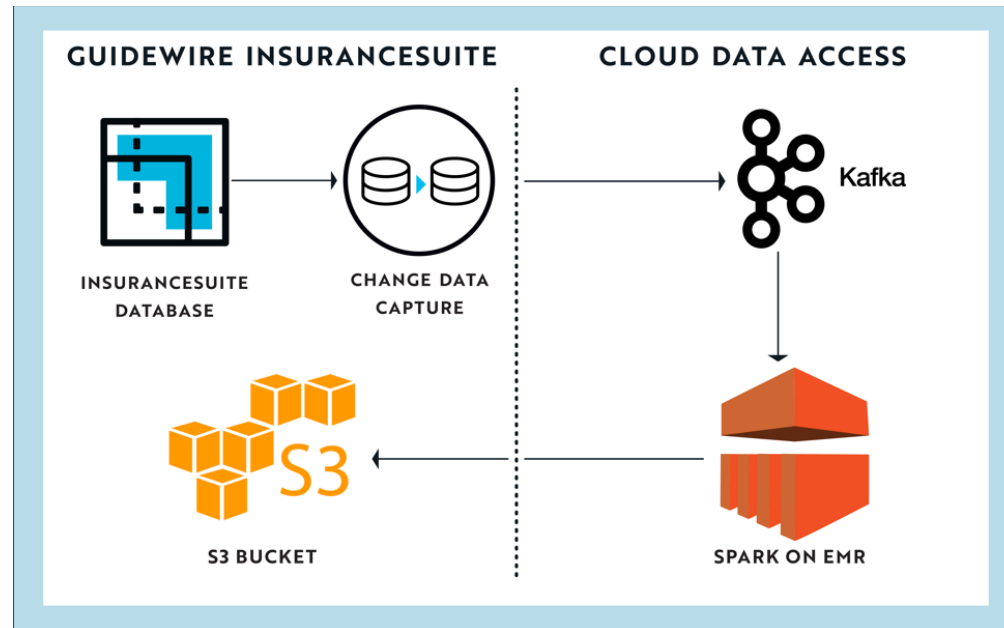 GUIDEWIRE INSURANCESUITE
CLOUD DATA ACCESS
INSURANCESUITE
DATABASE
CHANGE DATA
CAPTURE
Kafka
S3
S3 BUCKET
SPARK ON EMR